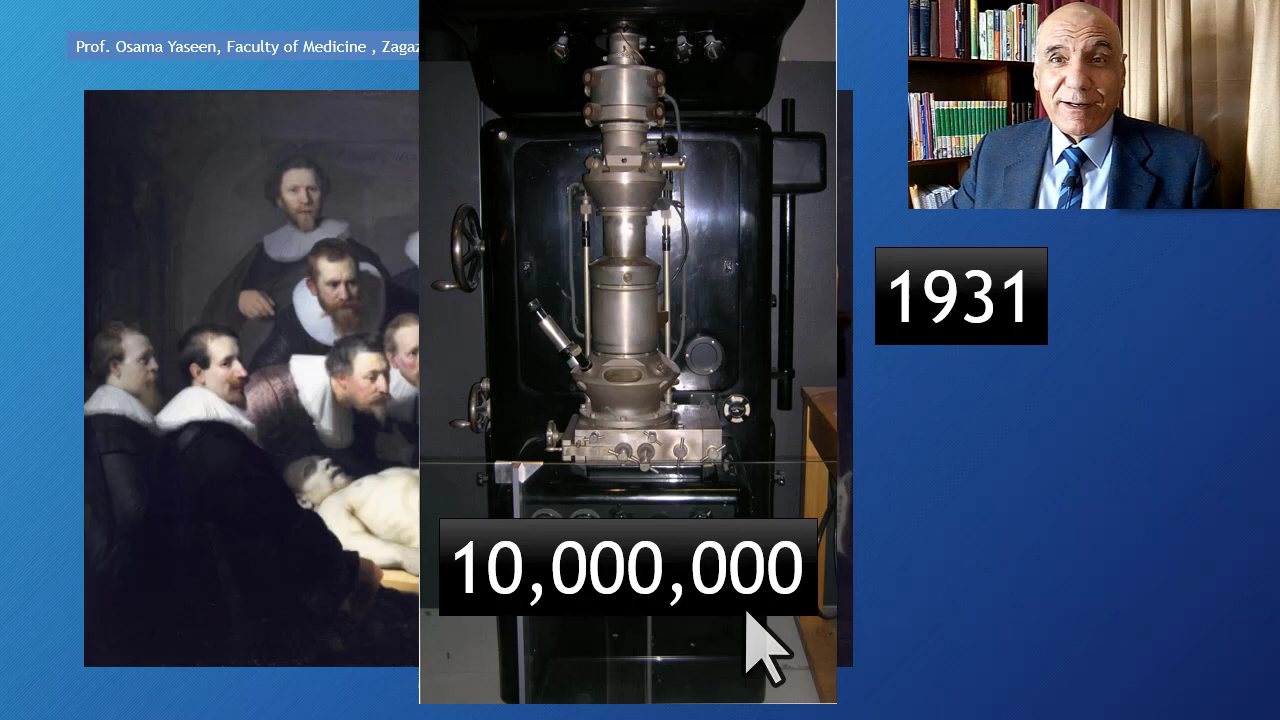 Prof. Osama Yaseen, Faculty of Medicine , Zagaz
1931
10,000,000